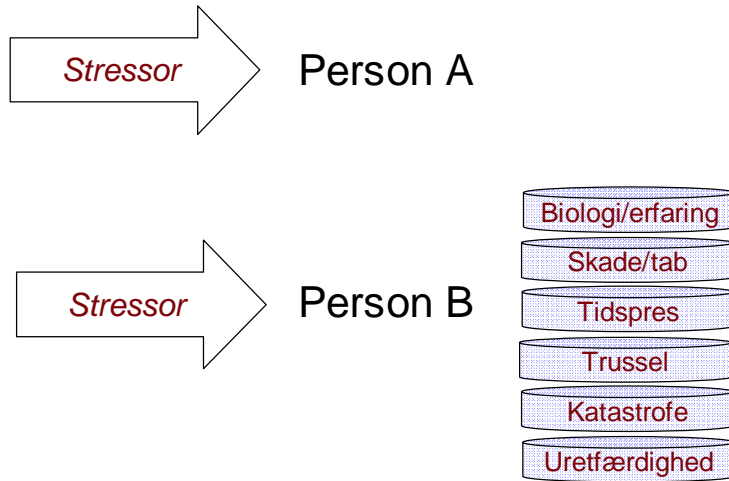 Stressor
Person A
Stressor
Person B
Biologi/erfaring
Skade/tab
Tidspres
Trussel
Katastrofe
Uretfærdighed